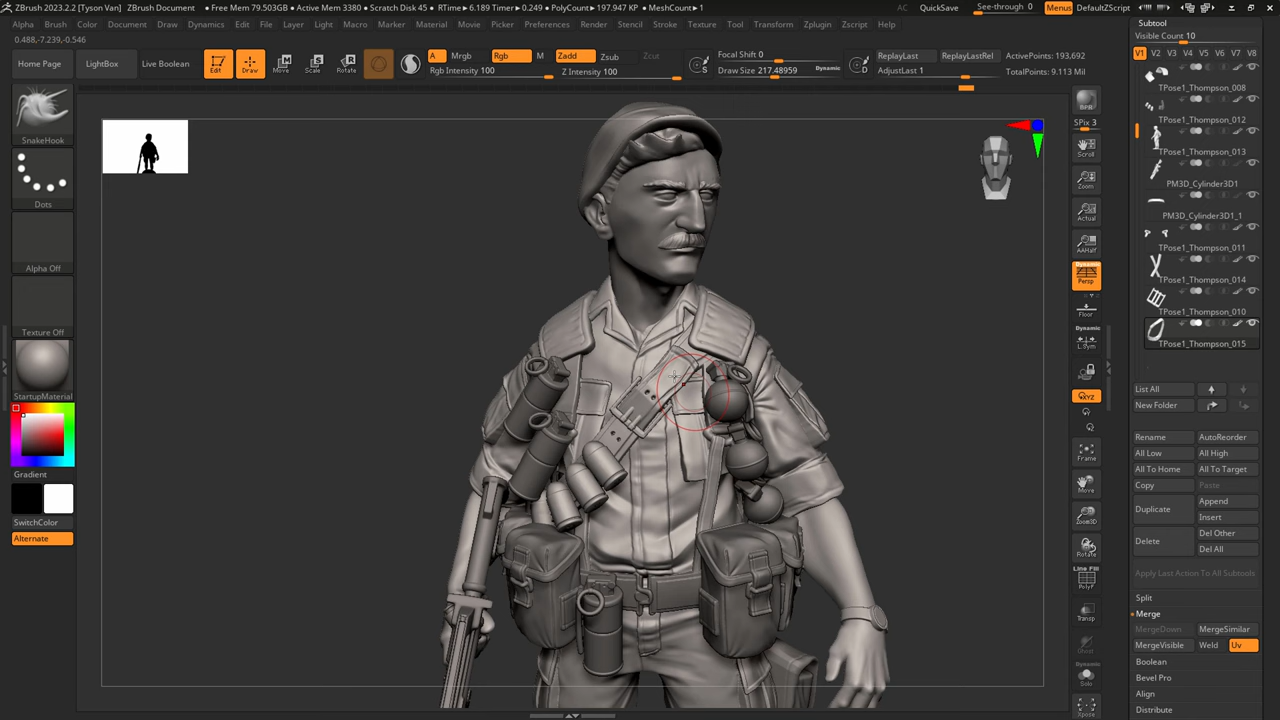 ZBrush 2023.2.2 [Tyson Van]
ZBrush Document
● Free Mem 79.503GB ● Active Mem 3380 ● Scratch Disk 45 ● RTime▸ 6.189 Timer▸ 0.249 ● PolyCount▸ 197.947 KP ● MeshCount▸ 1
AC
QuickSave
See-through 0
Menus
DefaultZScript
Alpha Brush Color Document Draw Dynamics Edit File Layer Light Macro Marker Material Movie Picker Preferences Render Stencil Stroke Texture Tool Transform Zplugin Zscript Help
0.488,-7.239,-0.546
Home Page
LightBox
Live Boolean
Edit
Draw
Move
Scale
Rotate
A
Mrgb
Rgb
M
Zadd
Zsub
Zcut
Rgb Intensity 100
Z Intensity 100
S
Focal Shift 0
Draw Size 217.48959
Dynamic
D
ReplayLast
ReplayLastRel
AdjustLast 1
ActivePoints: 193,692
TotalPoints: 9.113 Mil
SnakeHook
Dots
Alpha Off
Texture Off
StartupMaterial
Gradient
SwitchColor
Alternate
BPR
SPix 3
Scroll
Zoom
Actual
AAHalf
Dynamic
Persp
Floor
Dynamic
L.Sym
XYZ
Frame
Move
Zoom3D
Rotate
Line Fill
PolyF
Transp
Ghost
Dynamic
Solo
Xpose
Subtool
Visible Count 10
V1 V2 V3 V4 V5 V6 V7 V8
TPose1_Thompson_008
TPose1_Thompson_012
TPose1_Thompson_013
PM3D_Cylinder3D1
PM3D_Cylinder3D1_1
TPose1_Thompson_011
TPose1_Thompson_014
TPose1_Thompson_010
TPose1_Thompson_015
List All
New Folder
Rename
AutoReorder
All Low
All High
All To Home
All To Target
Copy
Paste
Duplicate
Append
Insert
Delete
Del Other
Del All
Apply Last Action To All Subtools
Split
Merge
MergeDown
MergeSimilar
MergeVisible
Weld
Uv
Boolean
Bevel Pro
Align
Distribute